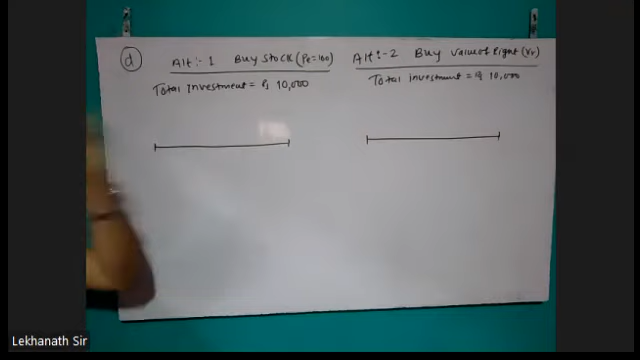 d
Alt:-1 Buy Stock (Po=100)
Total Investment = Rs 10,000
Alt:-2 Buy Value of Right (Vr)
Total Investment = Rs 10,000
Lekhanath Sir